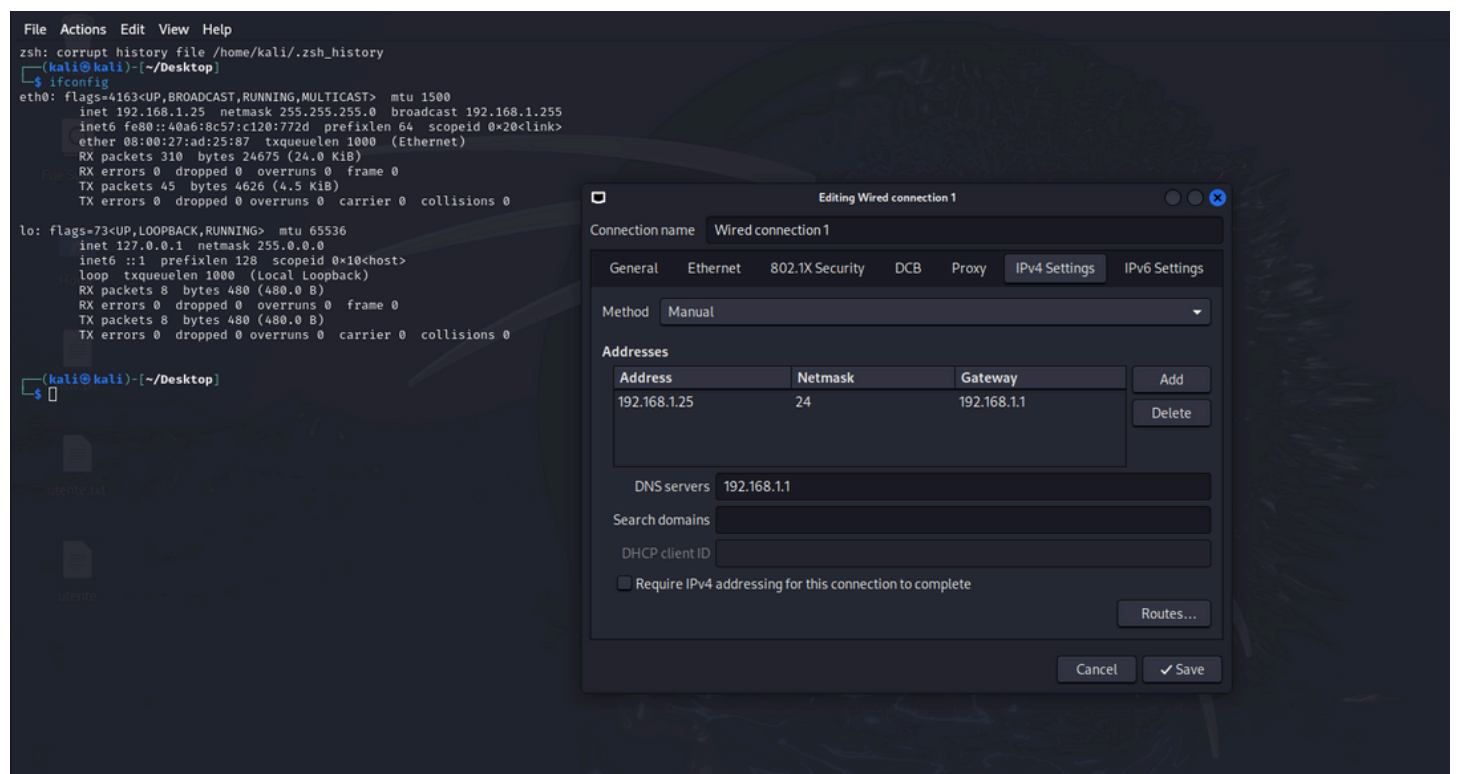 File Actions Edit View Help
zsh: corrupt history file /home/kali/.zsh_history
┌──(kali㉿kali)-[~/Desktop]
└─$ ifconfig
eth0: flags=4163<UP,BROADCAST,RUNNING,MULTICAST>  mtu 1500
        inet 192.168.1.25  netmask 255.255.255.0  broadcast 192.168.1.255
        inet6 fe80::40a6:8c57:c120:772d  prefixlen 64  scopeid 0×20<link>
        ether 08:00:27:ad:25:87  txqueuelen 1000  (Ethernet)
        RX packets 310  bytes 24675 (24.0 KiB)
        RX errors 0  dropped 0  overruns 0  frame 0
        TX packets 45  bytes 4626 (4.5 KiB)
        TX errors 0  dropped 0 overruns 0  carrier 0  collisions 0
lo: flags=73<UP,LOOPBACK,RUNNING>  mtu 65536
        inet 127.0.0.1  netmask 255.0.0.0
        inet6 ::1  prefixlen 128  scopeid 0×10<host>
        loop  txqueuelen 1000  (Local Loopback)
        RX packets 8  bytes 480 (480.0 B)
        RX errors 0  dropped 0  overruns 0  frame 0
        TX packets 8  bytes 480 (480.0 B)
        TX errors 0  dropped 0 overruns 0  carrier 0  collisions 0
┌──(kali㉿kali)-[~/Desktop]
└─$
utente.txt
utente
Editing Wired connection 1
Connection name Wired connection 1
General Ethernet 802.1X Security DCB Proxy IPv4 Settings IPv6 Settings
Method Manual
Addresses
Address Netmask Gateway Add
192.168.1.25 24 192.168.1.1
Delete
DNS servers 192.168.1.1
Search domains
DHCP client ID
Require IPv4 addressing for this connection to complete
Routes...
Cancel Save